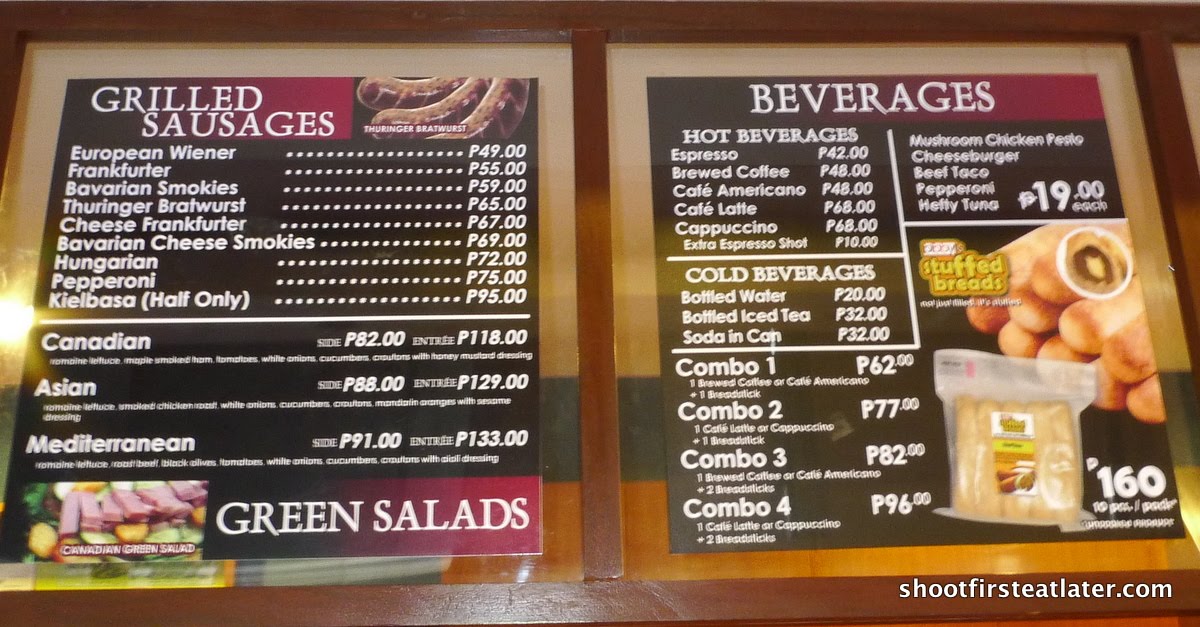 GRILLED
SAUSAGES
THURINGER BRATWURST
European Wiener P49.00
Frankfurter P55.00
Bavarian Smokies P59.00
Thuringer Bratwurst P65.00
Cheese Frankfurter P67.00
Bavarian Cheese Smokies P69.00
Hungarian P72.00
Pepperoni P75.00
Kielbasa (Half Only) P95.00
Canadian SIDE P82.00 ENTRÉE P118.00
romaine lettuce, maple smoked ham, tomatoes, white onions, cucumbers, croutons with honey mustard dressing
Asian SIDE P88.00 ENTRÉE P129.00
romaine lettuce, smoked chicken roast, white onions, cucumbers, croutons, mandarin oranges with sesame
dressing
Mediterranean SIDE P91.00 ENTRÉE P133.00
romaine lettuce, roast beef, black olives, tomatoes, white onions, cucumbers, croutons with aioli dressing
CANADIAN GREEN SALAD
GREEN SALADS
BEVERAGES
HOT BEVERAGES
Espresso P42.00
Brewed Coffee P48.00
Café Americano P48.00
Café Latte P68.00
Cappuccino P68.00
Extra Espresso Shot P10.00
COLD BEVERAGES
Bottled Water P20.00
Bottled Iced Tea P32.00
Soda in Can P32.00
Combo 1 P62.00
1 Brewed Coffee or Café Americano
+ 1 Breadstick
Combo 2 P77.00
1 Café Latte or Cappuccino
+ 1 Breadstick
Combo 3 P82.00
1 Brewed Coffee or Café Americano
+ 2 Breadsticks
Combo 4 P96.00
1 Café Latte or Cappuccino
+ 2 Breadsticks
Mushroom Chicken Pesto
Cheeseburger
Beef Taco
Pepperoni
Hefty Tuna
P19.00
each
stuffed
breads
not just filled, it's stuffed
P160
10 pcs. / pack
shootfirsteatlater.com